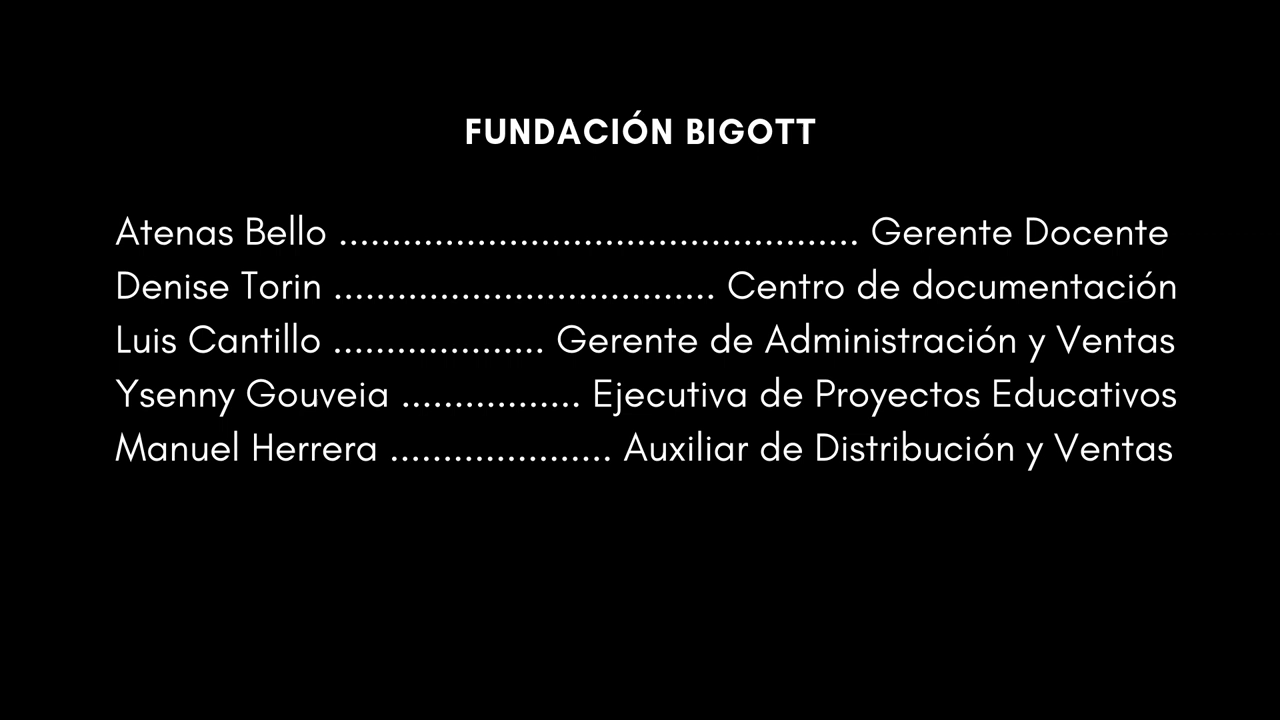 FUNDACIÓN BIGOTT
Atenas Bello ................................................. Gerente Docente
Denise Torin .................................... Centro de documentación
Luis Cantillo .................... Gerente de Administración y Ventas
Ysenny Gouveia ................. Ejecutiva de Proyectos Educativos
Manuel Herrera ..................... Auxiliar de Distribución y Ventas